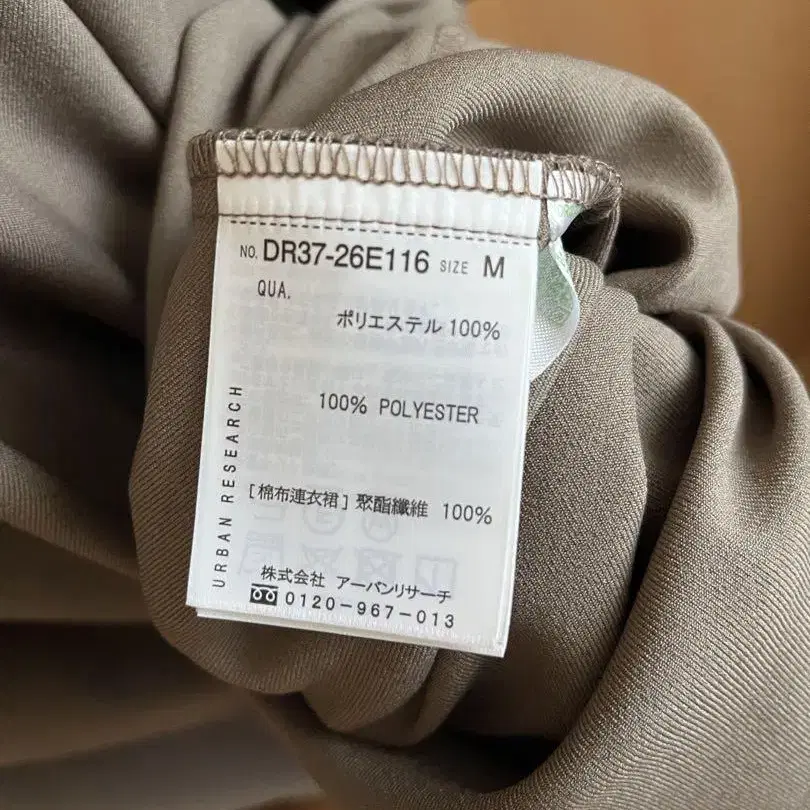 NO. DR37-26E116 SIZE M
QUA.
ポリエステル 100%
100% POLYESTER
[棉布連衣裙] 聚酯纖維 100%
URBAN RESEARCH
株式会社 アーバンリサーチ
0120-967-013